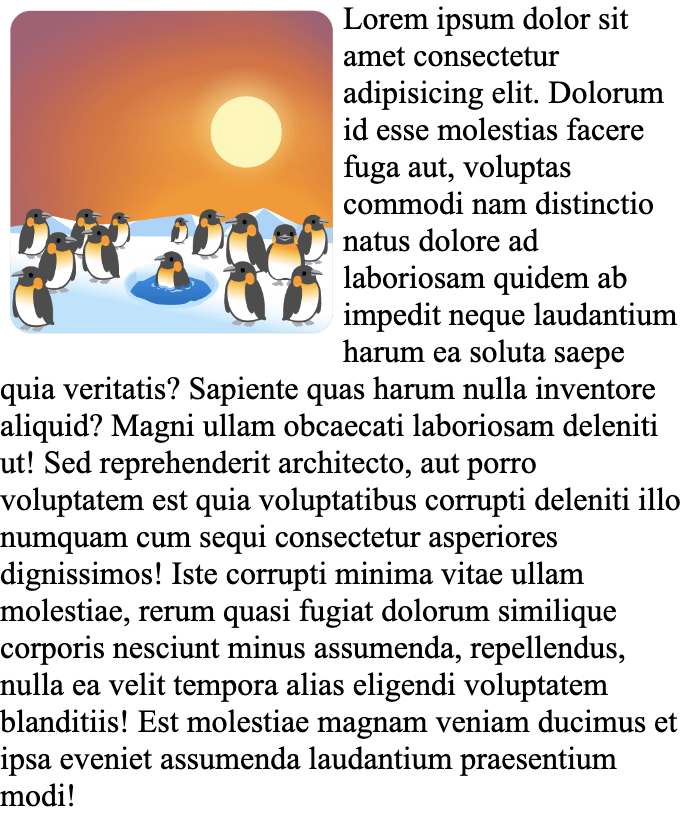 Lorem ipsum dolor sit
amet consectetur
adipisicing elit. Dolorum
id esse molestias facere
fuga aut, voluptas
commodi nam distinctio
natus dolore ad
laboriosam quidem ab
impedit neque laudantium
harum ea soluta saepe
quia veritatis? Sapiente quas harum nulla inventore
aliquid? Magni ullam obcaecati laboriosam deleniti
ut! Sed reprehenderit architecto, aut porro
voluptatem est quia voluptatibus corrupti deleniti illo
numquam cum sequi consectetur asperiores
dignissimos! Iste corrupti minima vitae ullam
molestiae, rerum quasi fugiat dolorum similique
corporis nesciunt minus assumenda, repellendus,
nulla ea velit tempora alias eligendi voluptatem
blanditiis! Est molestiae magnam veniam ducimus et
ipsa eveniet assumenda laudantium praesentium
modi!